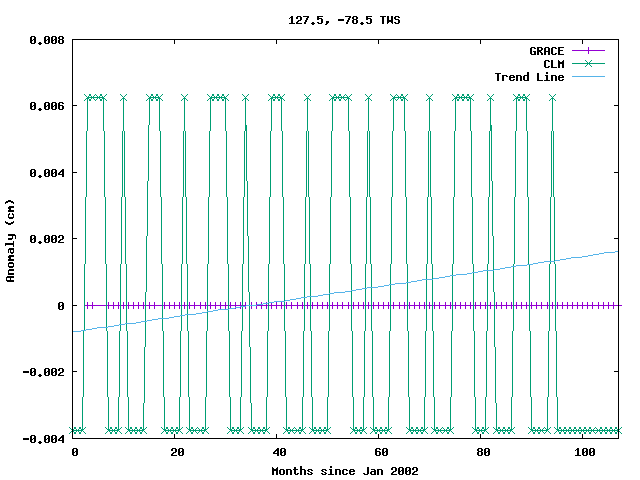 127.5, -78.5 TWS
GRACE
CLM
Trend Line
0.008
0.006
0.004
0.002
0
-0.002
-0.004
Anomaly (cm)
0 20 40 60 80 100
Months since Jan 2002